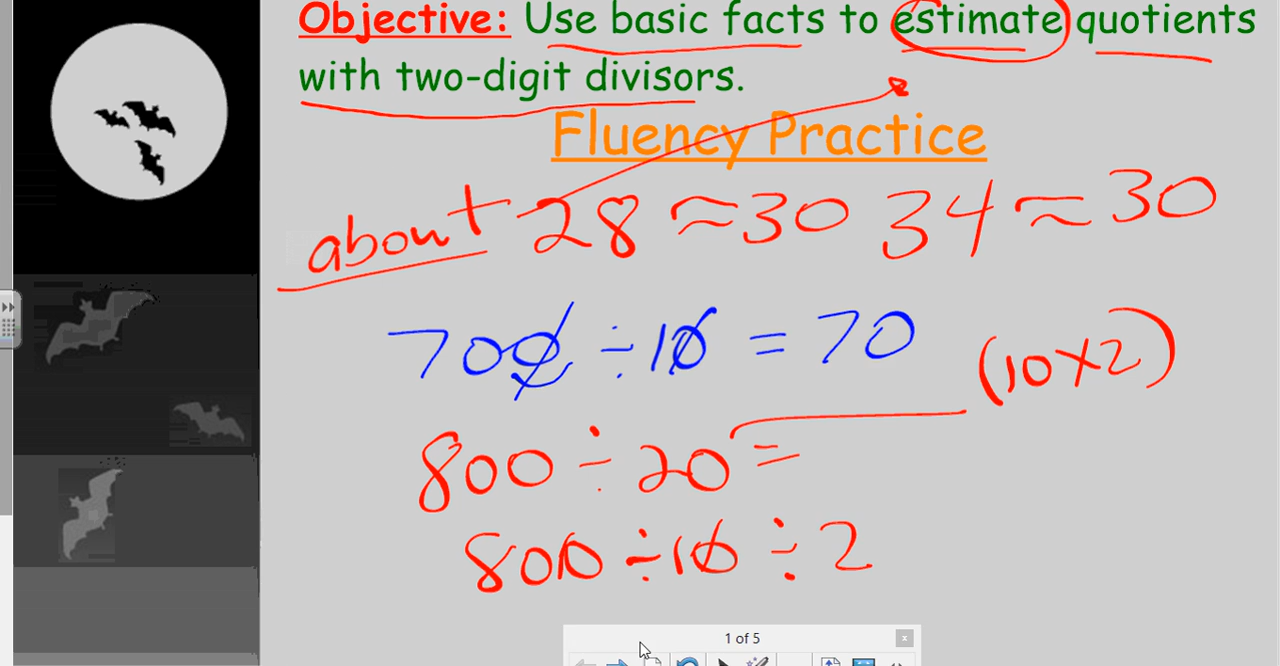 Objective: Use basic facts to estimate quotients
with two-digit divisors.
Fluency Practice
about 28 ≈ 30 34 ≈ 30
700 ÷ 10 = 70
(10 × 2)
800 ÷ 20 =
800 ÷ 10 ÷ 2
1 of 5